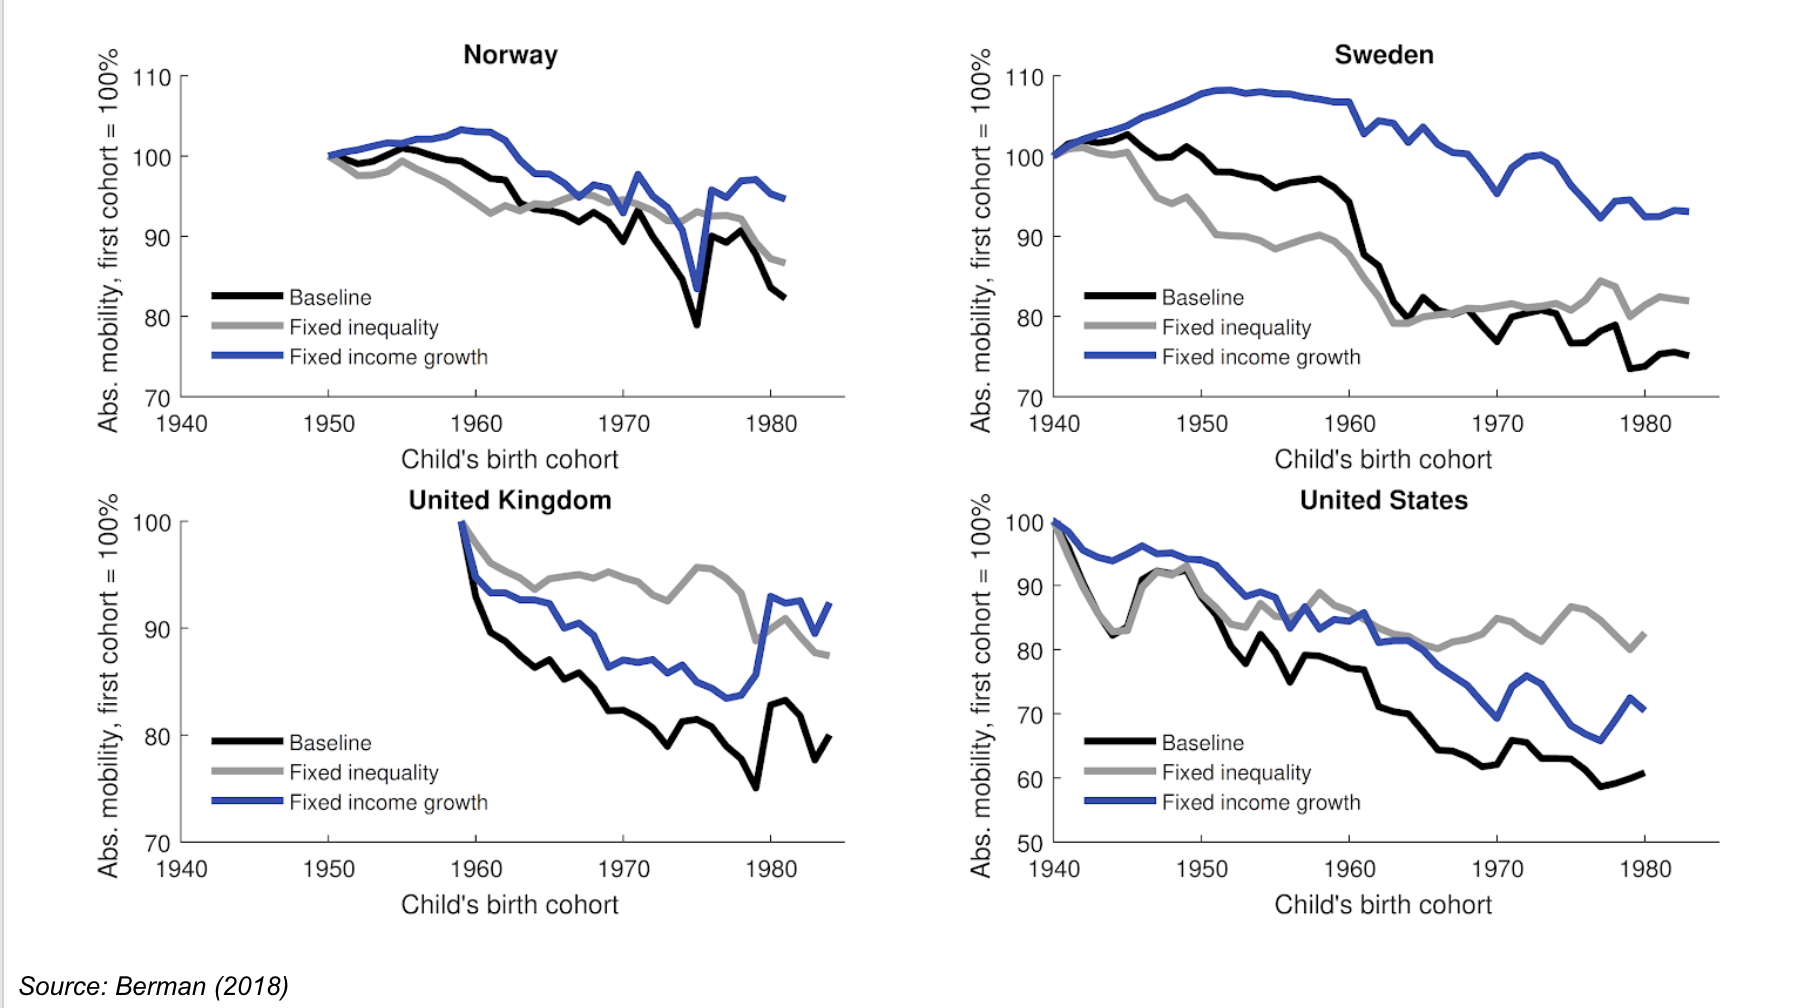 Norway
Abs. mobility, first cohort = 100%
110
100
90
80
70
Baseline
Fixed inequality
Fixed income growth
1940
1950
1960
1970
1980
Child's birth cohort
Sweden
Abs. mobility, first cohort = 100%
110
100
90
80
70
Baseline
Fixed inequality
Fixed income growth
1940
1950
1960
1970
1980
Child's birth cohort
United Kingdom
Abs. mobility, first cohort = 100%
100
90
80
70
Baseline
Fixed inequality
Fixed income growth
1940
1950
1960
1970
1980
Child's birth cohort
United States
Abs. mobility, first cohort = 100%
100
90
80
70
60
50
Baseline
Fixed inequality
Fixed income growth
1940
1950
1960
1970
1980
Child's birth cohort
Source: Berman (2018)